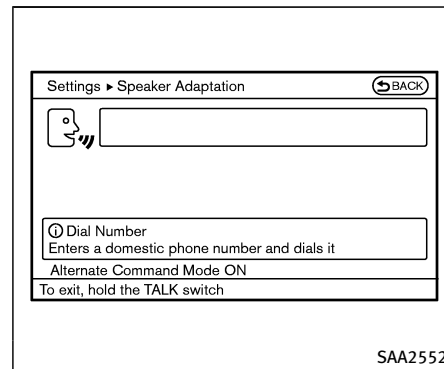 Settings ▶ Speaker Adaptation
BACK
ⓘ Dial Number
Enters a domestic phone number and dials it
Alternate Command Mode ON
To exit, hold the TALK switch
SAA2552